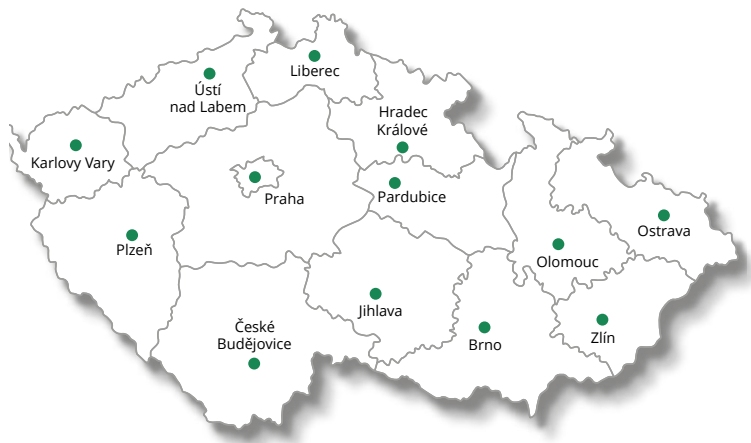 Liberec
Ústí
nad Labem
Hradec
Králové
Karlovy Vary
Praha
Pardubice
Ostrava
Plzeň
Olomouc
Jihlava
České
Budějovice
Brno
Zlín